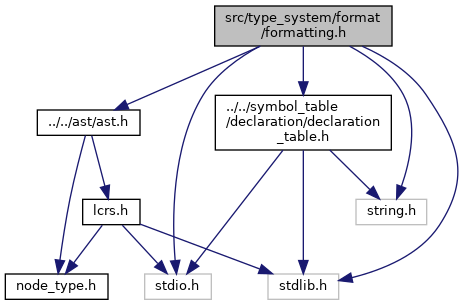 src/type_system/format
/formatting.h
../../ast/ast.h
../../symbol_table
/declaration/declaration
_table.h
lcrs.h
string.h
node_type.h
stdio.h
stdlib.h